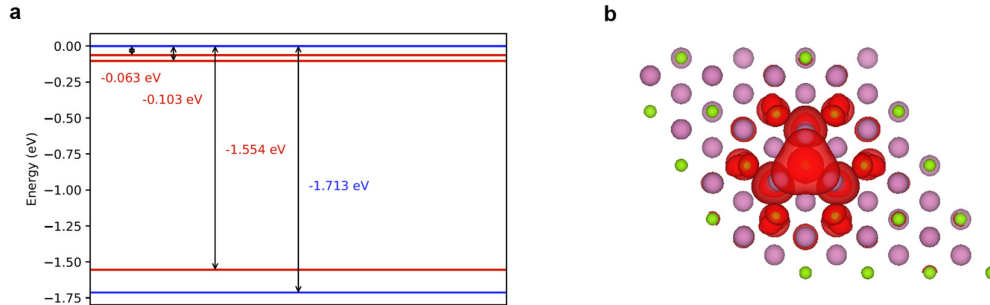 a
b
0.00
−0.25
−0.50
−0.75
−1.00
−1.25
−1.50
−1.75
Energy (eV)
-0.063 eV
-0.103 eV
-1.554 eV
-1.713 eV